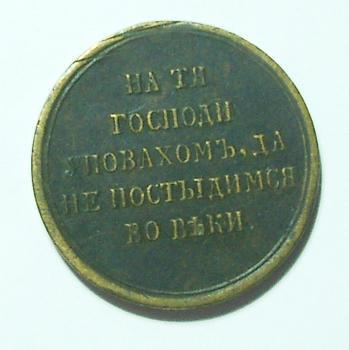 НА ТЯ
ГОСПОДИ
УПОВАХОМЪ, ДА
НЕ ПОСТЫДИМСЯ
ВО ВѢКИ.